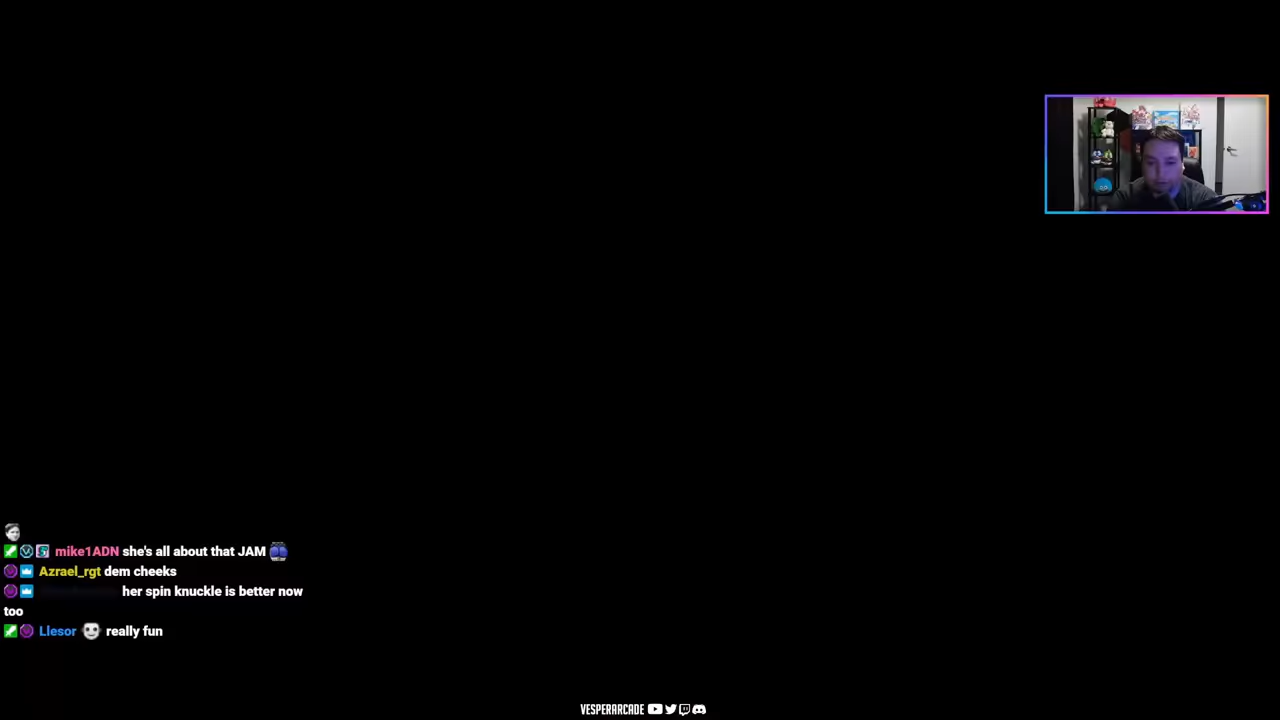 mike1ADN she's all about that JAM
Azrael_rgt dem cheeks
her spin knuckle is better now
too
Llesor really fun
VESPERARCADE